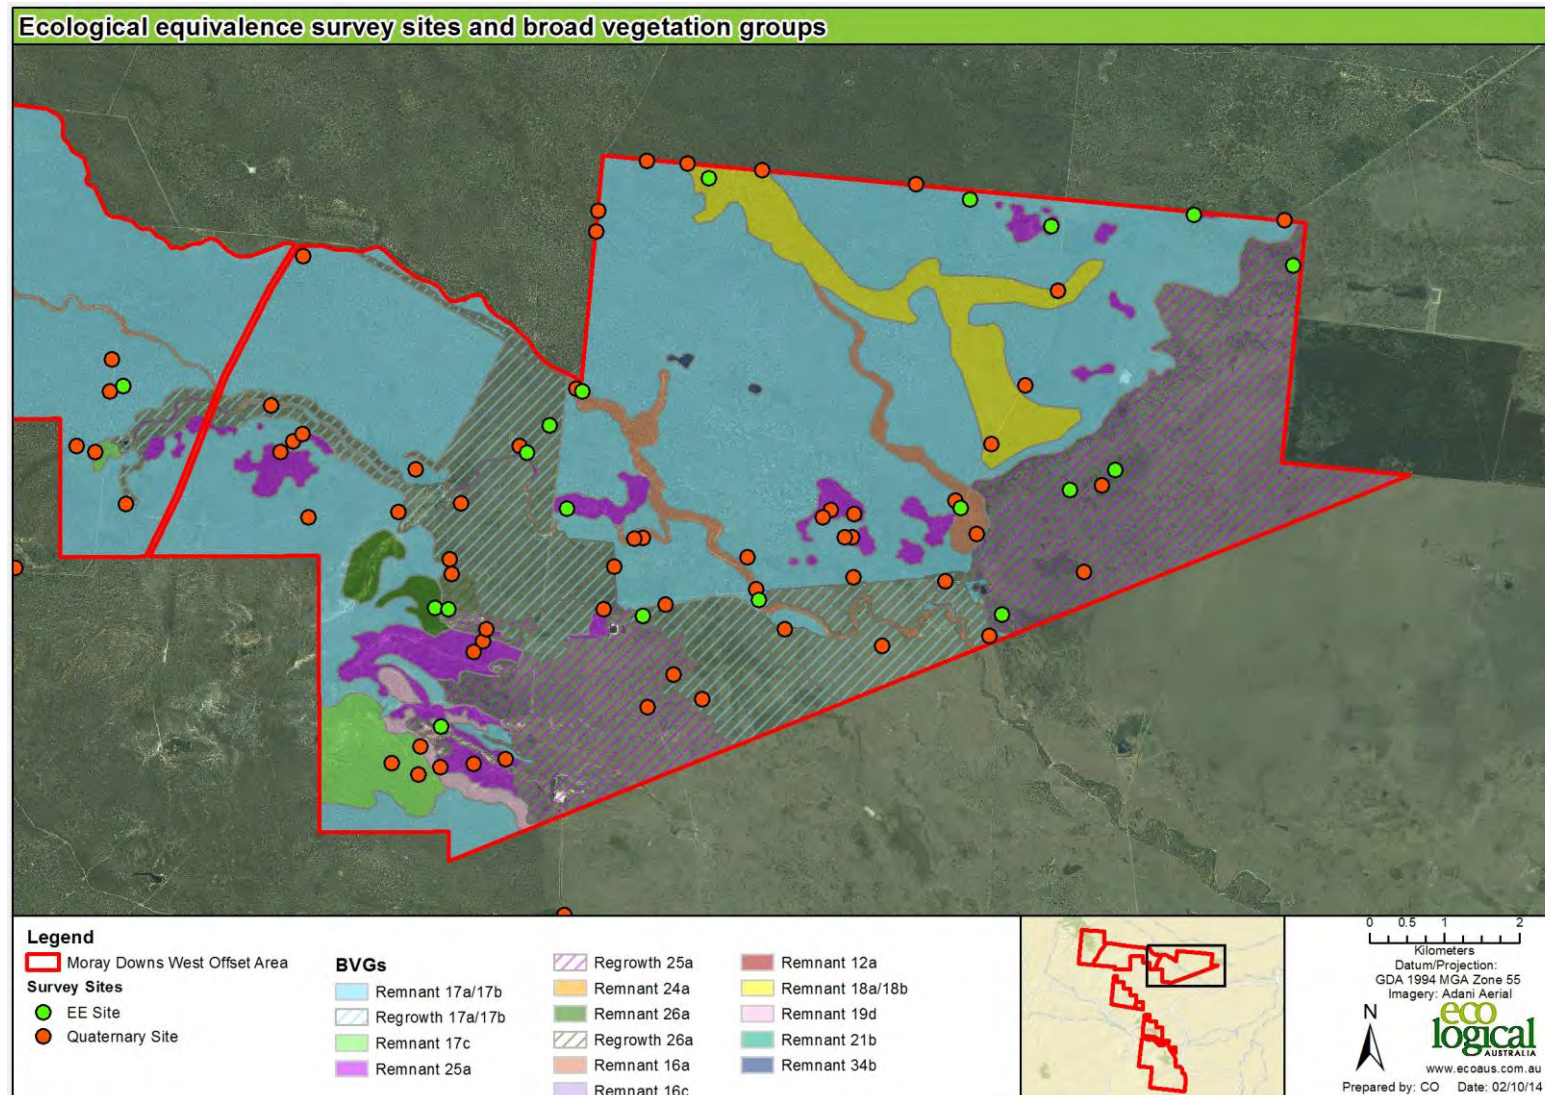 Ecological equivalence survey sites and broad vegetation groups
Legend
Moray Downs West Offset Area
Survey Sites
EE Site
Quaternary Site
BVGs
Remnant 17a/17b
Regrowth 17a/17b
Remnant 17c
Remnant 25a
Regrowth 25a
Remnant 24a
Remnant 26a
Regrowth 26a
Remnant 16a
Remnant 16c
Remnant 12a
Remnant 18a/18b
Remnant 19d
Remnant 21b
Remnant 34b
0 0.5 1 2
Kilometers
Datum/Projection:
GDA 1994 MGA Zone 55
Imagery: Adani Aerial
N
eco
logical
AUSTRALIA
www.ecoaus.com.au
Prepared by: CO Date: 02/10/14